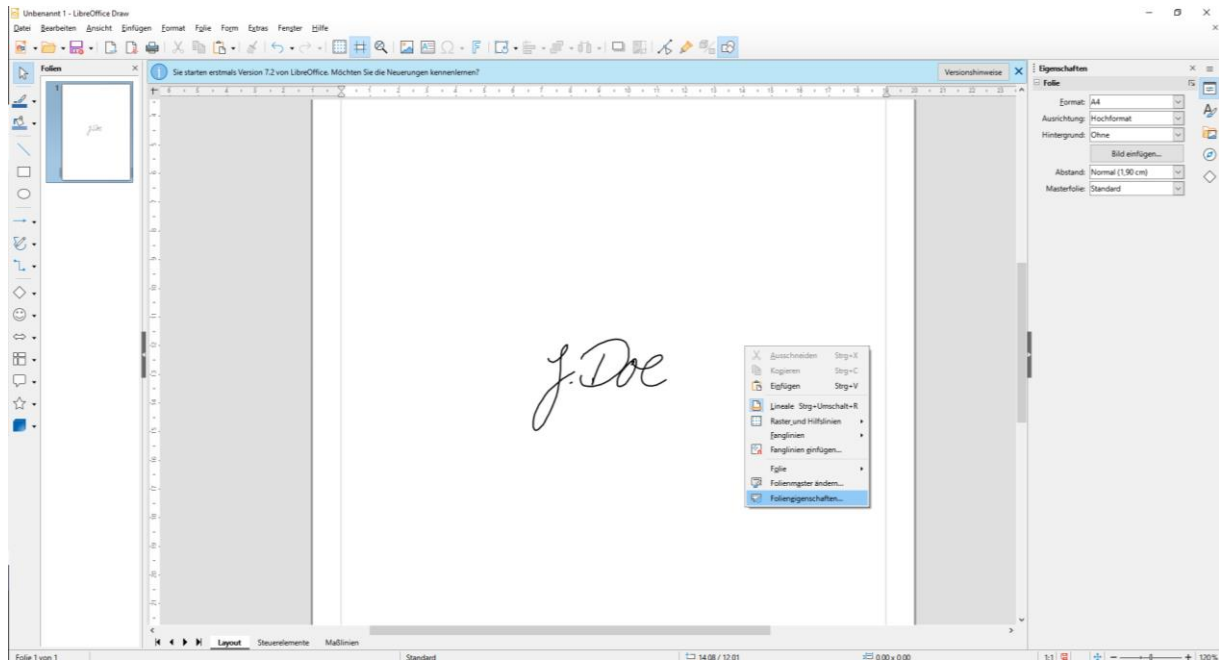 Unbenannt 1 - LibreOffice Draw
Datei Bearbeiten Ansicht Einfügen Format Folie Form Extras Fenster Hilfe
Folien
Sie starten erstmals Version 7.2 von LibreOffice. Möchten Sie die Neuerungen kennenlernen?
Versionshinweise
1
J.Doe
Ausschneiden Strg+X
Kopieren Strg+C
Einfügen Strg+V
Lineale Strg+Umschalt+R
Raster und Hilfslinien
Fanglinien
Fanglinien einfügen...
Folie
Folienmaster ändern...
Folieneigenschaften...
Eigenschaften
Folie
Format: A4
Ausrichtung: Hochformat
Hintergrund: Ohne
Bild einfügen...
Abstand: Normal (1,90 cm)
Masterfolie: Standard
Layout Steuerelemente Maßlinien
Folie 1 von 1 Standard 14.08 / 12.01 0.00 x 0.00 1:1 120%